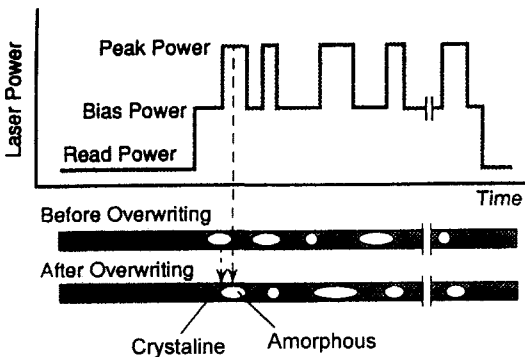 Laser Power
Peak Power
Bias Power
Read Power
Time
Before Overwriting
After Overwriting
Crystaline
Amorphous